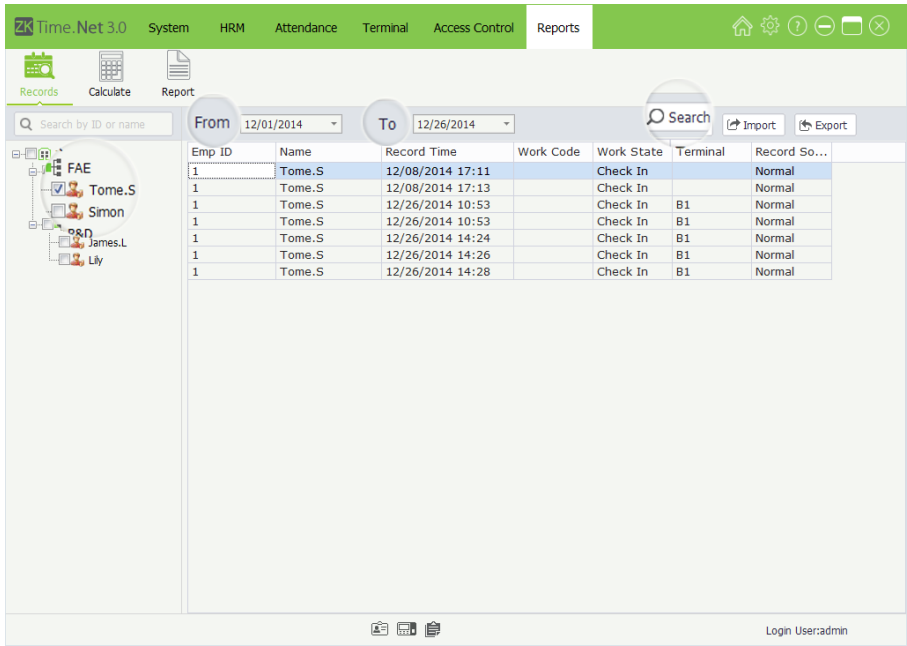 ZK Time.Net 3.0 System HRM Attendance Terminal Access Control Reports
Records Calculate Report
Search by ID or name From 12/01/2014 To 12/26/2014 Search Import Export
Emp ID Name Record Time Work Code Work State Terminal Record So...
FAE
Tome.S
Simon
R&D
James.L
Lily
1 Tome.S 12/08/2014 17:11 Check In Normal
1 Tome.S 12/08/2014 17:13 Check In Normal
1 Tome.S 12/26/2014 10:53 Check In B1 Normal
1 Tome.S 12/26/2014 10:53 Check In B1 Normal
1 Tome.S 12/26/2014 14:24 Check In B1 Normal
1 Tome.S 12/26/2014 14:26 Check In B1 Normal
1 Tome.S 12/26/2014 14:28 Check In B1 Normal
Login User:admin